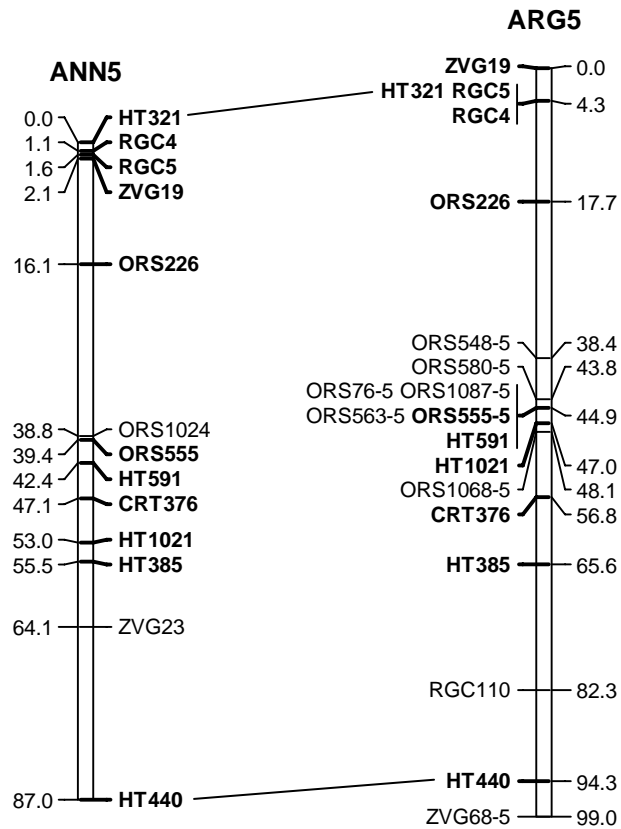 ARG5
ANN5
0.0 HT321
1.1 RGC4
1.6 RGC5
2.1 ZVG19
16.1 ORS226
38.8 ORS1024
39.4 ORS555
42.4 HT591
47.1 CRT376
53.0 HT1021
55.5 HT385
64.1 ZVG23
87.0 HT440
ZVG19 0.0
HT321 RGC5
RGC4 4.3
ORS226 17.7
ORS548-5 38.4
ORS580-5 43.8
ORS76-5 ORS1087-5
ORS563-5 ORS555-5 44.9
HT591
HT1021 47.0
ORS1068-5 48.1
CRT376 56.8
HT385 65.6
RGC110 82.3
HT440 94.3
ZVG68-5 99.0